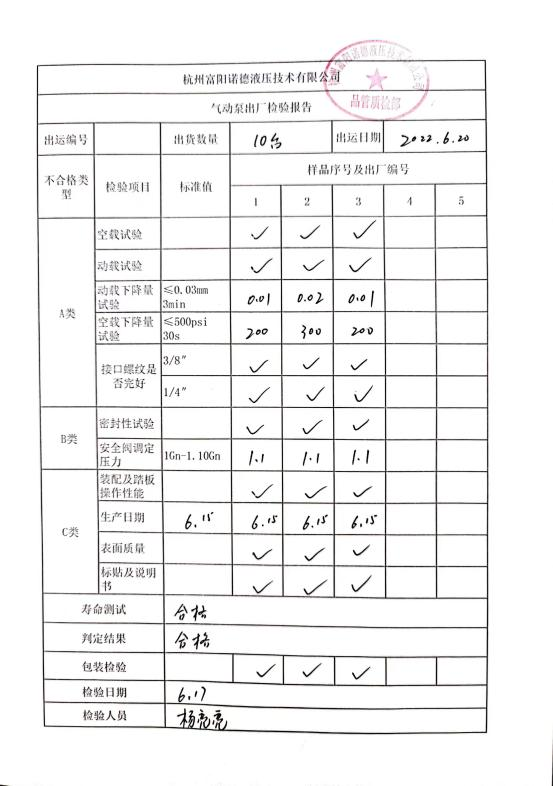 杭州富阳诺德液压技术有限公司
杭州富阳诺德液压技术有限公司
品管质检部
气动泵出厂检验报告
出运编号 出货数量 10台 出运日期 2022.6.20
不合格类型 检验项目 标准值 样品序号及出厂编号
1 2 3 4 5
A类
空载试验 ✓ ✓ ✓
动载试验 ✓ ✓ ✓
动载下降量试验 ≤0.03mm 3min 0.01 0.02 0.01
空载下降量试验 ≤500psi 30s 200 300 200
接口螺纹是否完好 3/8" ✓ ✓ ✓
1/4" ✓ ✓ ✓
B类
密封性试验 ✓ ✓ ✓
安全阀调定压力 1Gn-1.10Gn 1.1 1.1 1.1
C类
装配及踏板操作性能 ✓ ✓ ✓
生产日期 6.15 6.15 6.15 6.15
表面质量 ✓ ✓ ✓
标贴及说明书 ✓ ✓ ✓
寿命测试 合格
判定结果 合格
包装检验 ✓ ✓ ✓
检验日期 6.17
检验人员 杨亮亮